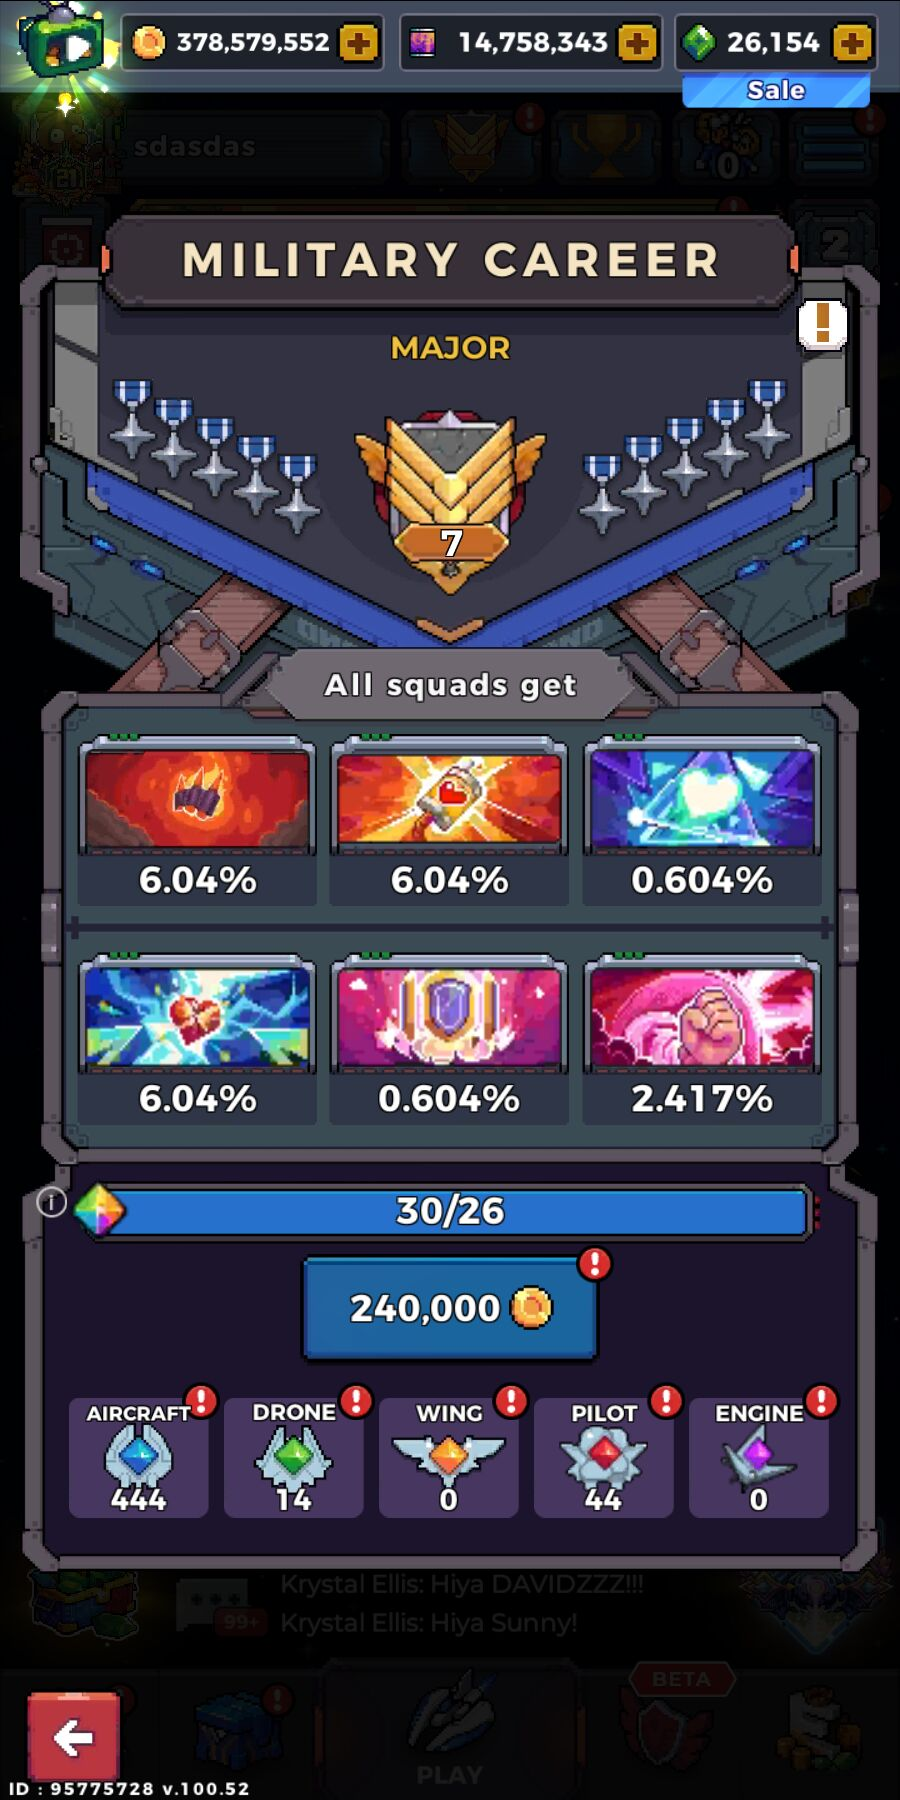 378,579,552
14,758,343
26,154
Sale
sdasdas
21
0
2
MILITARY CAREER
MAJOR
7
All squads get
6.04%
6.04%
0.604%
6.04%
0.604%
2.417%
30/26
240,000
AIRCRAFT
444
DRONE
14
WING
0
PILOT
44
ENGINE
0
Krystal Ellis: Hiya DAVIDZZZ!!!
99+
Krystal Ellis: Hiya Sunny!
BETA
PLAY
ID : 95775728 v.100.52